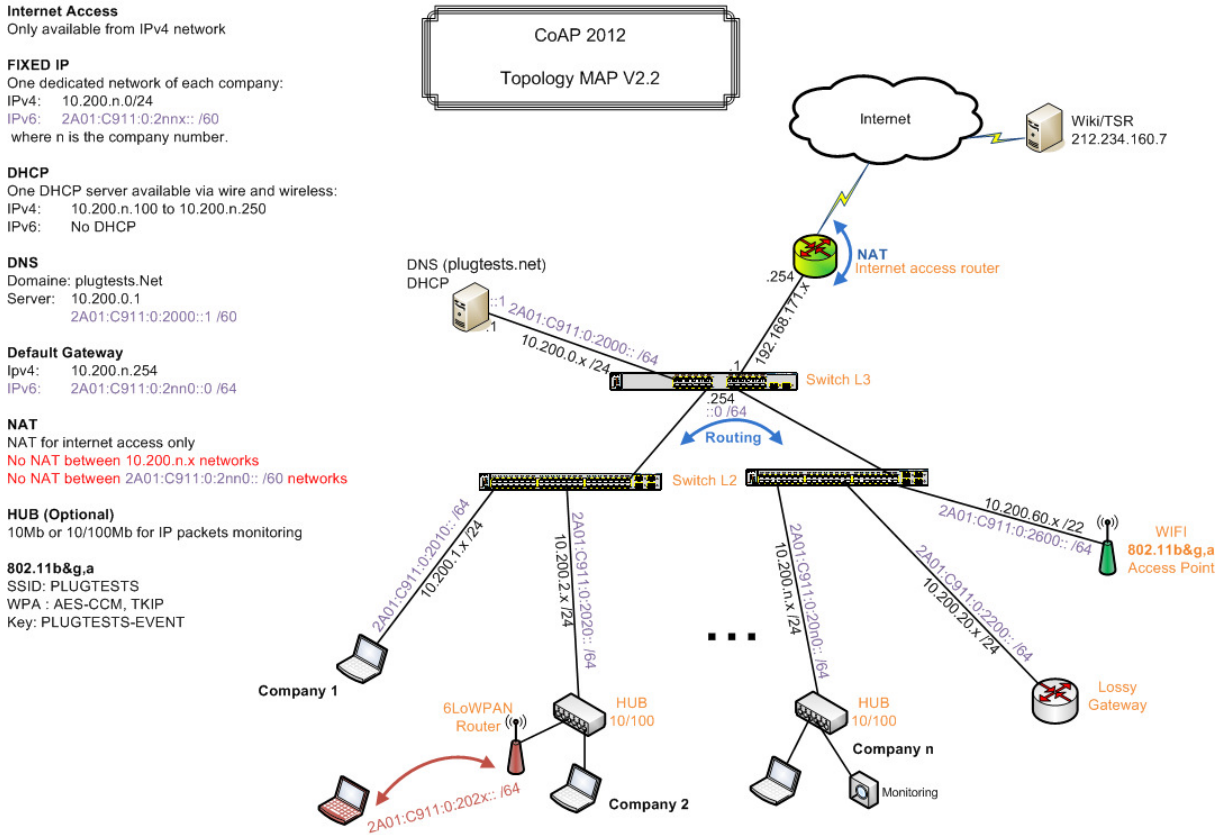 Internet Access
Only available from IPv4 network
FIXED IP
One dedicated network of each company:
IPv4: 10.200.n.0/24
IPv6: 2A01:C911:0:2nnx:: /60
where n is the company number.
DHCP
One DHCP server available via wire and wireless:
IPv4: 10.200.n.100 to 10.200.n.250
IPv6: No DHCP
DNS
Domaine: plugtests.Net
Server: 10.200.0.1
2A01:C911:0:2000::1 /60
Default Gateway
Ipv4: 10.200.n.254
IPv6: 2A01:C911:0:2nn0::0 /64
NAT
NAT for internet access only
No NAT between 10.200.n.x networks
No NAT between 2A01:C911:0:2nn0:: /60 networks
HUB (Optional)
10Mb or 10/100Mb for IP packets monitoring
802.11b&g,a
SSID: PLUGTESTS
WPA : AES-CCM, TKIP
Key: PLUGTESTS-EVENT
CoAP 2012
Topology MAP V2.2
Internet
Wiki/TSR
212.234.160.7
NAT
Internet access router
.254
192.168.171.x
.1
DNS (plugtests.net)
DHCP
::1
2A01:C911:0:2000:: /64
.1
10.200.0.x /24
Switch L3
.254
::0 /64
Routing
Switch L2
2A01:C911:0:2010:: /64
10.200.1.x /24
2A01:C911:0:2020:: /64
10.200.2.x /24
2A01:C911:0:20n0:: /64
10.200.n.x /24
2A01:C911:0:2200:: /64
10.200.20.x /24
10.200.60.x /22
2A01:C911:0:2600:: /64
WIFI
802.11b&g,a
Access Point
...
Company 1
6LoWPAN
Router
HUB
10/100
Company 2
2A01:C911:0:202x:: /64
HUB
10/100
Company n
Monitoring
Lossy
Gateway